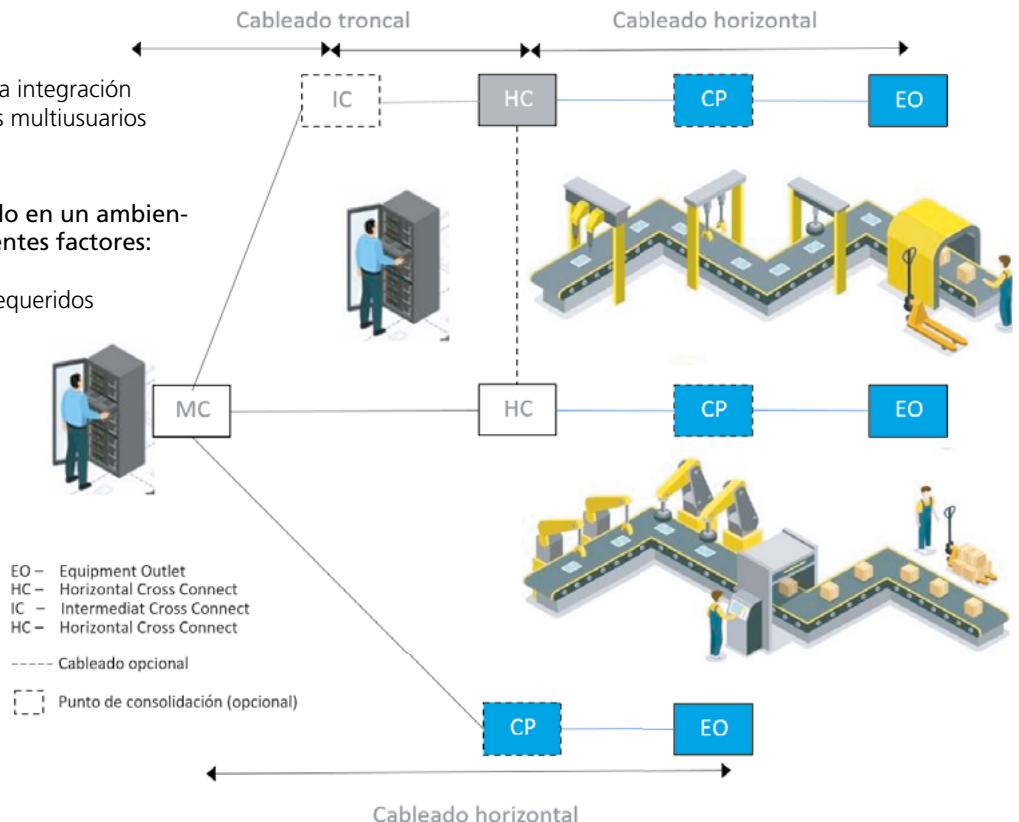 Cableado troncal
Cableado horizontal
a integración
s multiusuarios
IC
HC
CP
EO
lo en un ambien-
entes factores:
equeridos
MC
HC
CP
EO
EO – Equipment Outlet
HC – Horizontal Cross Connect
IC – Intermediat Cross Connect
HC – Horizontal Cross Connect
----- Cableado opcional
Punto de consolidación (opcional)
CP
EO
Cableado horizontal